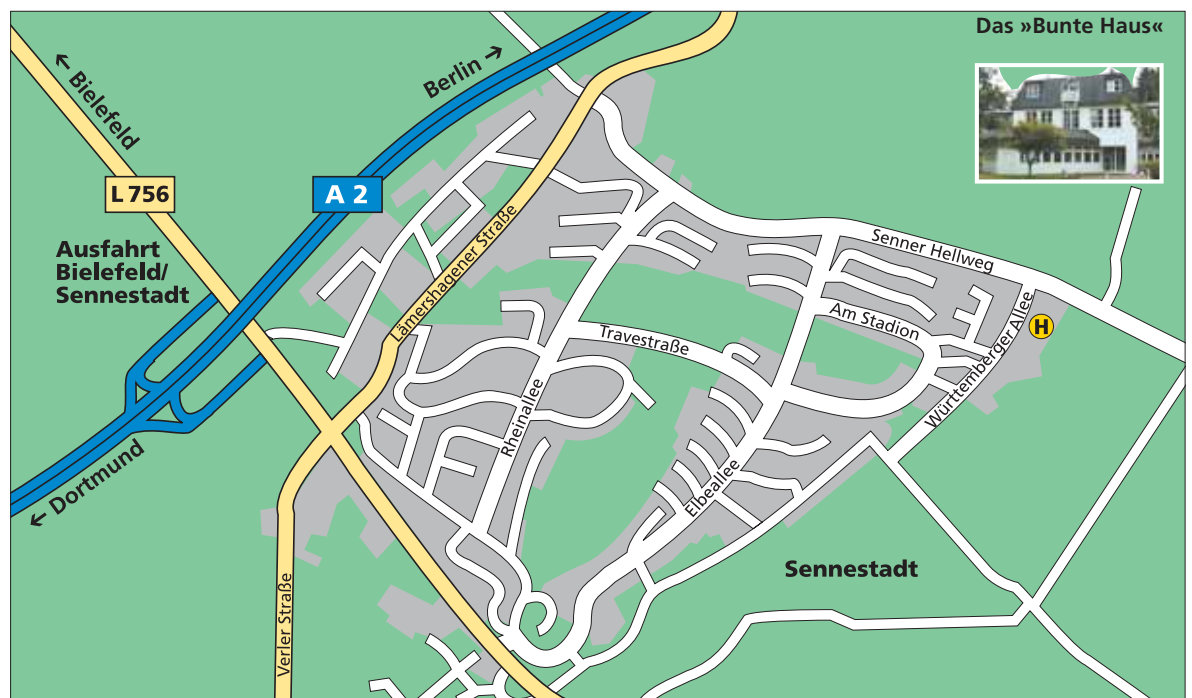 Das »Bunte Haus«
← Bielefeld
Berlin →
L 756
A 2
Ausfahrt
Bielefeld/
Sennestadt
Lämershagener Straße
Senner Hellweg
Am Stadion
Württemberger Allee
H
Travestraße
Rheinallee
Elbeallee
← Dortmund
Sennestadt
Verler Straße